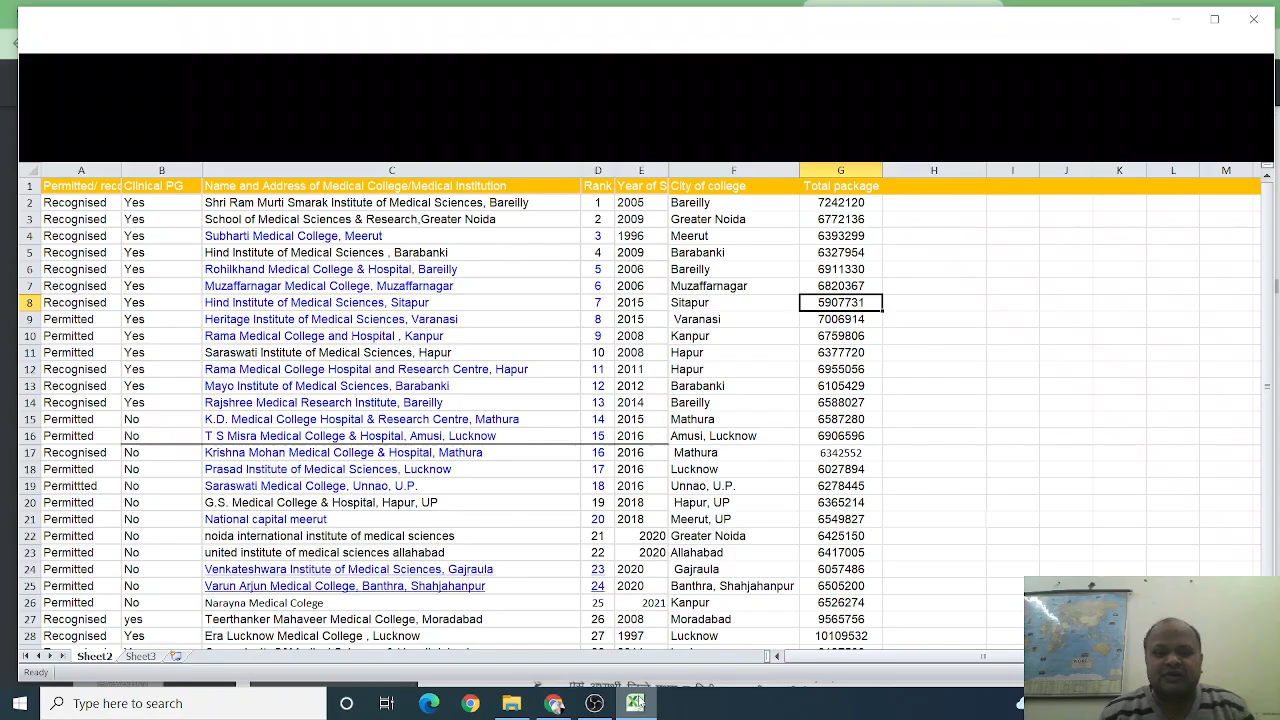 A B C D E F G H I J K L M
1 Permitted/ reco Clinical PG Name and Address of Medical College/Medical Institution Rank Year of S City of college Total package
2 Recognised Yes Shri Ram Murti Smarak Institute of Medical Sciences, Bareilly 1 2005 Bareilly 7242120
3 Recognised Yes School of Medical Sciences & Research,Greater Noida 2 2009 Greater Noida 6772136
4 Recognised Yes Subharti Medical College, Meerut 3 1996 Meerut 6393299
5 Recognised Yes Hind Institute of Medical Sciences , Barabanki 4 2009 Barabanki 6327954
6 Recognised Yes Rohilkhand Medical College & Hospital, Bareilly 5 2006 Bareilly 6911330
7 Recognised Yes Muzaffarnagar Medical College, Muzaffarnagar 6 2006 Muzaffarnagar 6820367
8 Recognised Yes Hind Institute of Medical Sciences, Sitapur 7 2015 Sitapur 5907731
9 Permitted Yes Heritage Institute of Medical Sciences, Varanasi 8 2015 Varanasi 7006914
10 Permitted Yes Rama Medical College and Hospital , Kanpur 9 2008 Kanpur 6759806
11 Permitted Yes Saraswati Institute of Medical Sciences, Hapur 10 2008 Hapur 6377720
12 Recognised Yes Rama Medical College Hospital and Research Centre, Hapur 11 2011 Hapur 6955056
13 Recognised Yes Mayo Institute of Medical Sciences, Barabanki 12 2012 Barabanki 6105429
14 Recognised Yes Rajshree Medical Research Institute, Bareilly 13 2014 Bareilly 6588027
15 Permitted No K.D. Medical College Hospital & Research Centre, Mathura 14 2015 Mathura 6587280
16 Permitted No T S Misra Medical College & Hospital, Amusi, Lucknow 15 2016 Amusi, Lucknow 6906596
17 Recognised No Krishna Mohan Medical College & Hospital, Mathura 16 2016 Mathura 6342552
18 Permitted No Prasad Institute of Medical Sciences, Lucknow 17 2016 Lucknow 6027894
19 Permittted No Saraswati Medical College, Unnao, U.P. 18 2016 Unnao, U.P. 6278445
20 Permitted No G.S. Medical College & Hospital, Hapur, UP 19 2018 Hapur, UP 6365214
21 Permitted No National capital meerut 20 2018 Meerut, UP 6549827
22 Permitted No noida international institute of medical sciences 21 2020 Greater Noida 6425150
23 Permitted No united institute of medical sciences allahabad 22 2020 Allahabad 6417005
24 Permitted No Venkateshwara Institute of Medical Sciences, Gajraula 23 2020 Gajraula 6057486
25 Permitted No Varun Arjun Medical College, Banthra, Shahjahanpur 24 2020 Banthra, Shahjahanpur 6505200
26 Permitted No Narayna Medical Colege 25 2021 Kanpur 6526274
27 Recognised yes Teerthanker Mahaveer Medical College, Moradabad 26 2008 Moradabad 9565756
28 Recognised Yes Era Lucknow Medical College , Lucknow 27 1997 Lucknow 10109532
Sheet2 Sheet3
Ready
Type here to search